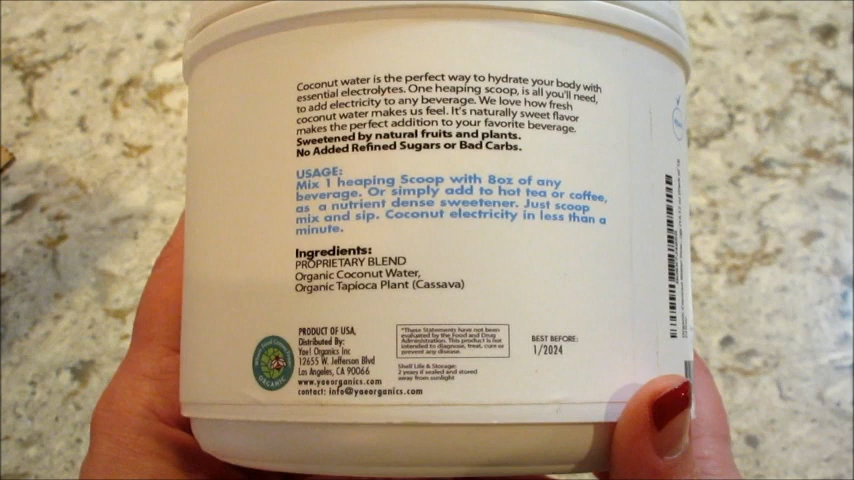 Coconut water is the perfect way to hydrate your body with
essential electrolytes. One heaping scoop, is all you'll need,
to add electricity to any beverage. We love how fresh
coconut water makes us feel. It's naturally sweet flavor
makes the perfect addition to your favorite beverage.
Sweetened by natural fruits and plants.
No Added Refined Sugars or Bad Carbs.
USAGE:
Mix 1 heaping Scoop with 8oz of any
beverage. Or simply add to hot tea or coffee,
as a nutrient dense sweetener. Just scoop
mix and sip. Coconut electricity in less than a
minute.
Ingredients:
PROPRIETARY BLEND
Organic Coconut Water,
Organic Tapioca Plant (Cassava)
ORGANIC
PRODUCT OF USA,
Distributed By:
Yae! Organics Inc
12655 W. Jefferson Blvd
Los Angeles, CA 90066
www.yaeorganics.com
contact: info@yaeorganics.com
*These Statements have not been
evaluated by the Food and Drug
Administration. This product is not
intended to diagnose, treat, cure or
prevent any disease.
Shelf Life & Storage:
2 years if sealed and stored
away from sunlight
BEST BEFORE:
1/2024